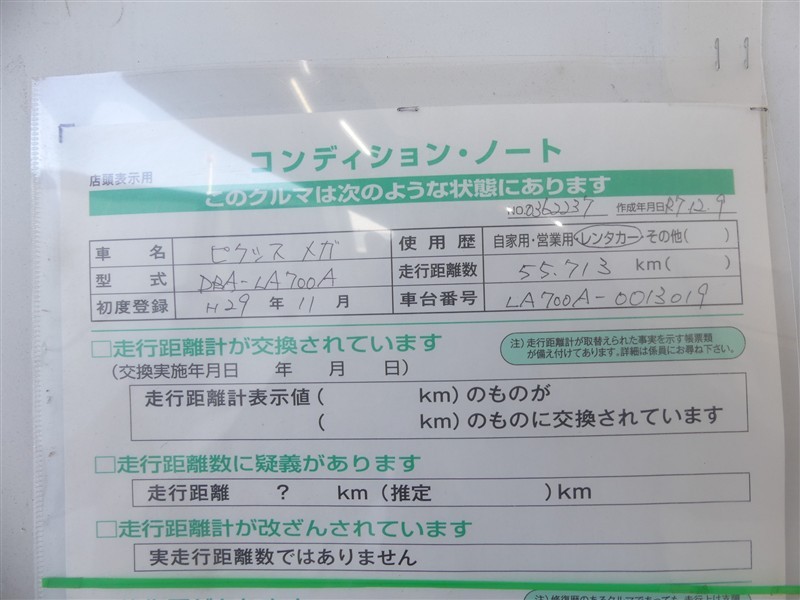 コンディション・ノート
店頭表示用
このクルマは次のような状態にあります
NO.0362237 作成年月日 R7 12. 9
車名 ピクシス メガ 使用歴 自家用・営業用・レンタカー・その他( )
型式 DBA-LA700A 走行距離数 55.713 km( )
初度登録 H29 年 11 月 車台番号 LA700A-0013019
□走行距離計が交換されています
注)走行距離計が取替えられた事実を示す帳票類
が備え付けてあります。詳細は係員にお尋ね下さい。
(交換実施年月日 年 月 日)
走行距離計表示値( km)のものが
( km)のものに交換されています
□走行距離数に疑義があります
走行距離 ? km(推定 )km
□走行距離計が改ざんされています
実走行距離数ではありません